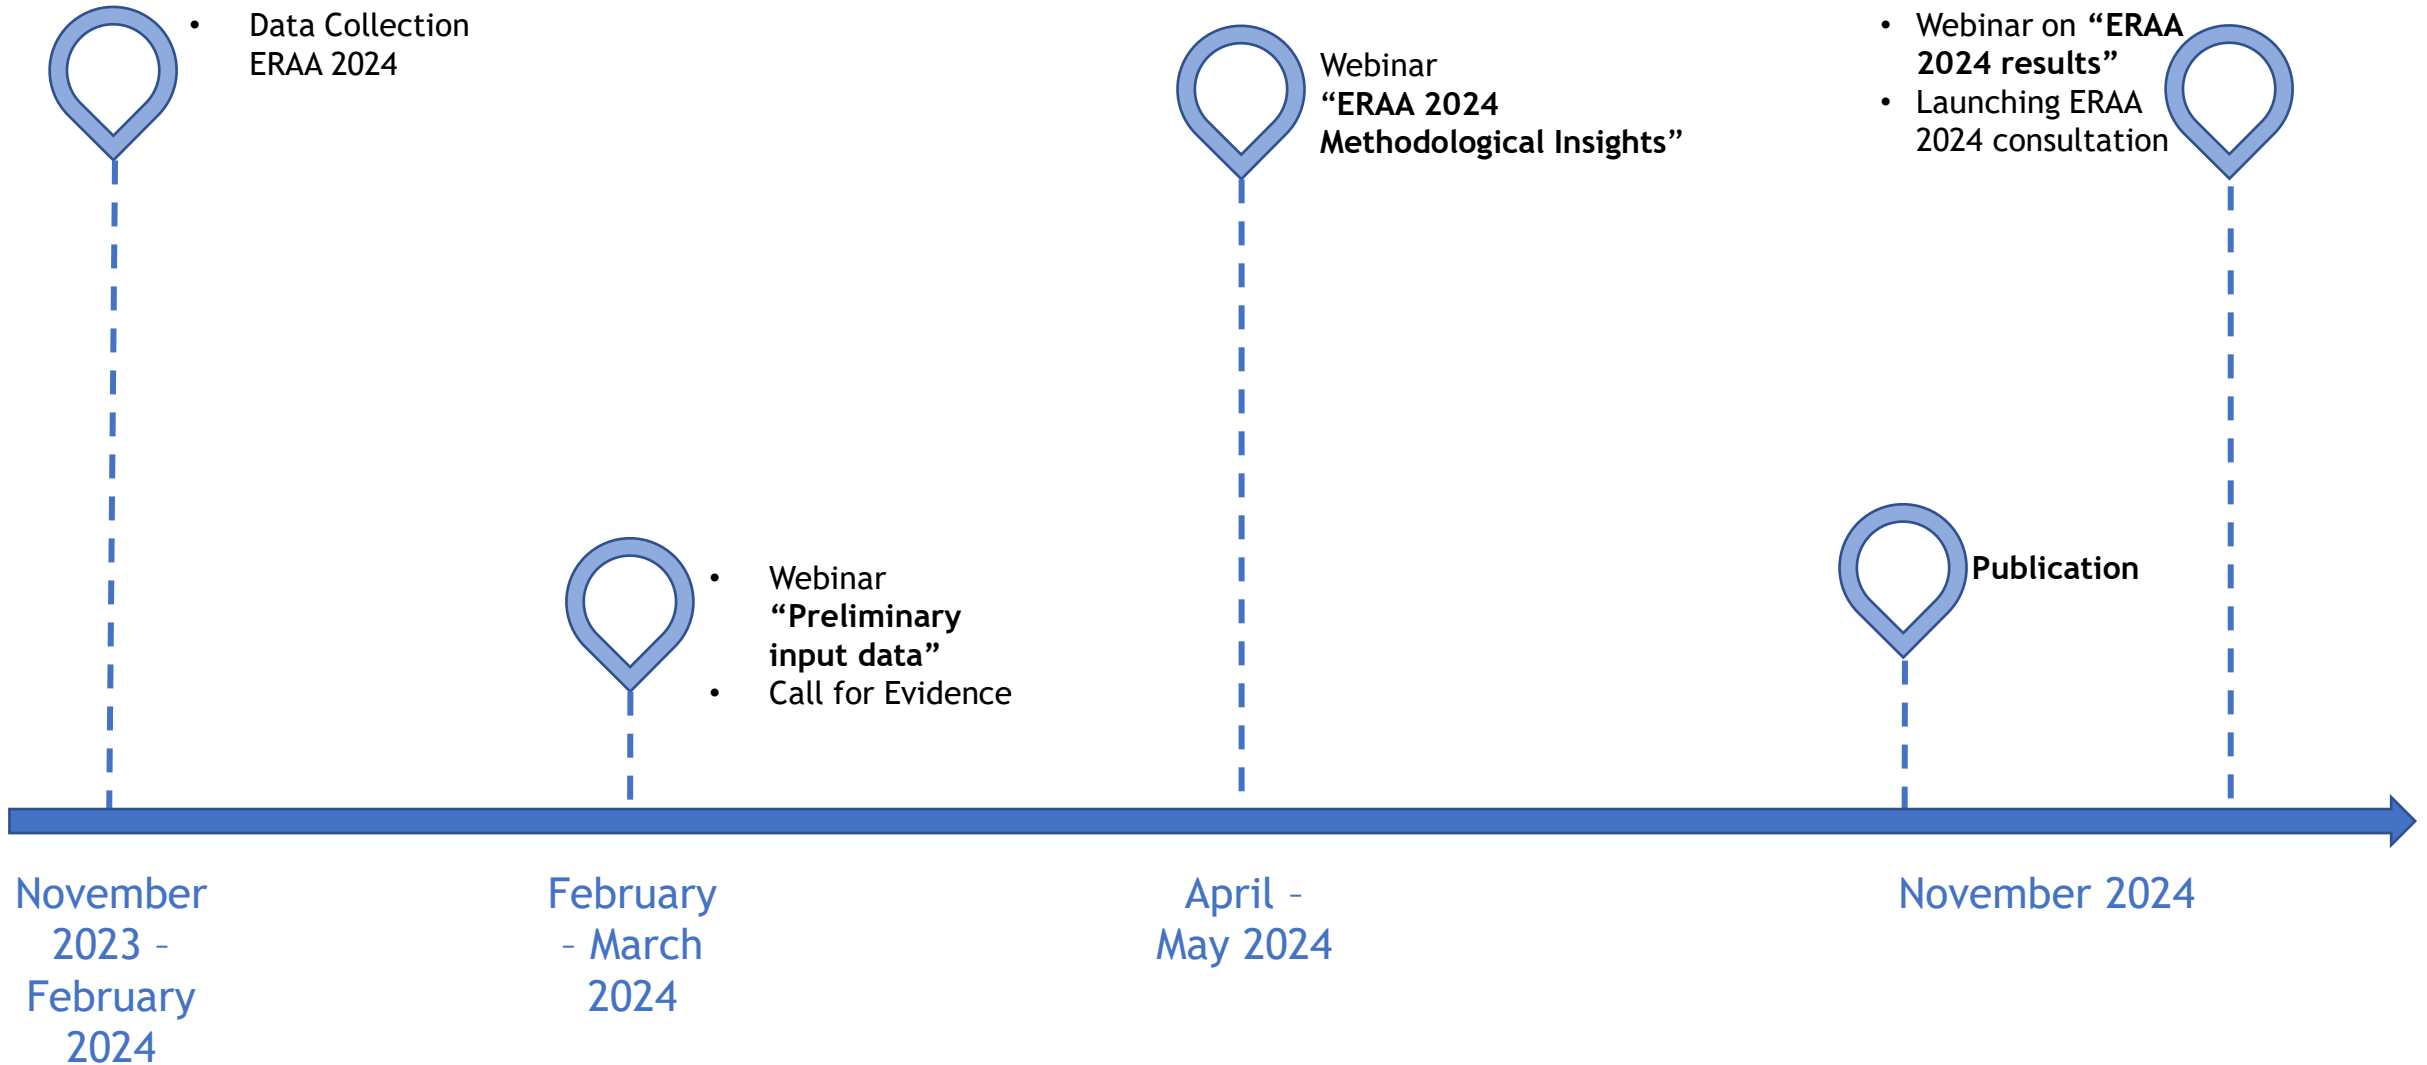 • Data Collection
ERAA 2024
• Webinar
“Preliminary
input data”
• Call for Evidence
Webinar
“ERAA 2024
Methodological Insights”
Publication
• Webinar on “ERAA
2024 results”
• Launching ERAA
2024 consultation
November
2023 –
February
2024
February
– March
2024
April –
May 2024
November 2024